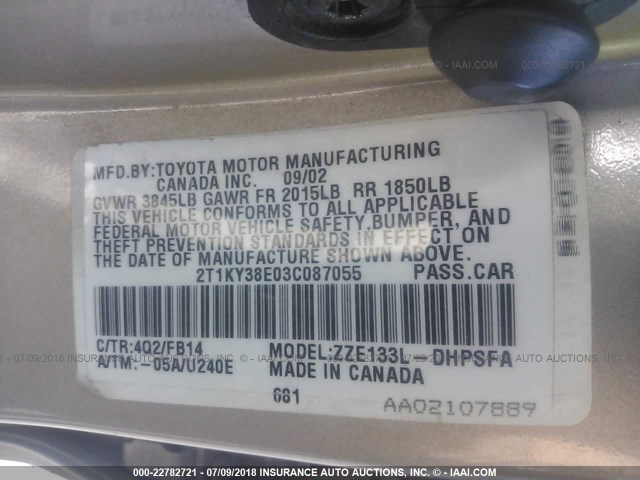 MFD.BY:TOYOTA MOTOR MANUFACTURING
CANADA INC. 09/02
GVWR 3845LB GAWR FR 2015LB RR 1850LB
THIS VEHICLE CONFORMS TO ALL APPLICABLE
FEDERAL MOTOR VEHICLE SAFETY BUMPER, AND
THEFT PREVENTION STANDARDS IN EFFECT ON
THE DATE OF MANUFACTURE SHOWN ABOVE.
2T1KY38E03C087055 PASS.CAR
C/TR:4Q2/FB14 MODEL:ZZE133L DHPSFA
A/TM.-05A/U240E MADE IN CANADA
681
AA02107889
000-22782721 - 07/09/2018 - INSURANCE AUTO AUCTIONS, INC. - © - IAAI.COM